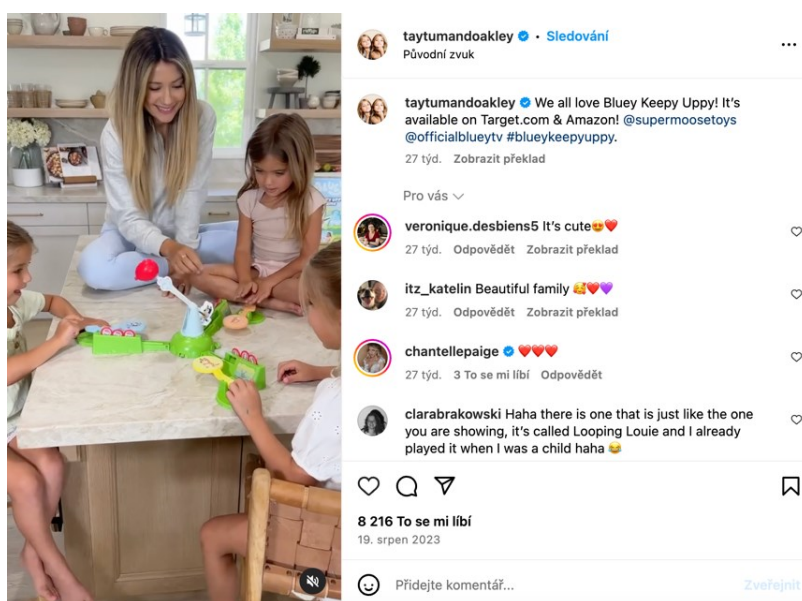 taytumandoakley • Sledování
Původní zvuk
taytumandoakley We all love Bluey Keepy Uppy! It's
available on Target.com & Amazon! @supermoosetoys
@officialblueytv #blueykeepyuppy.
27 týd. Zobrazit překlad
Pro vás
veronique.desbiens5 It's cute😍❤️
27 týd. Odpovědět Zobrazit překlad
itz_katelin Beautiful family 🥰❤️💜
27 týd. Odpovědět Zobrazit překlad
chantellepaige ❤️❤️❤️
27 týd. 3 To se mi líbí Odpovědět
clarabrakowski Haha there is one that is just like the one
you are showing, it's called Looping Louie and I already
played it when I was a child haha 😂
8 216 To se mi líbí
19. srpen 2023
Přidejte komentář...
Zveřejnit